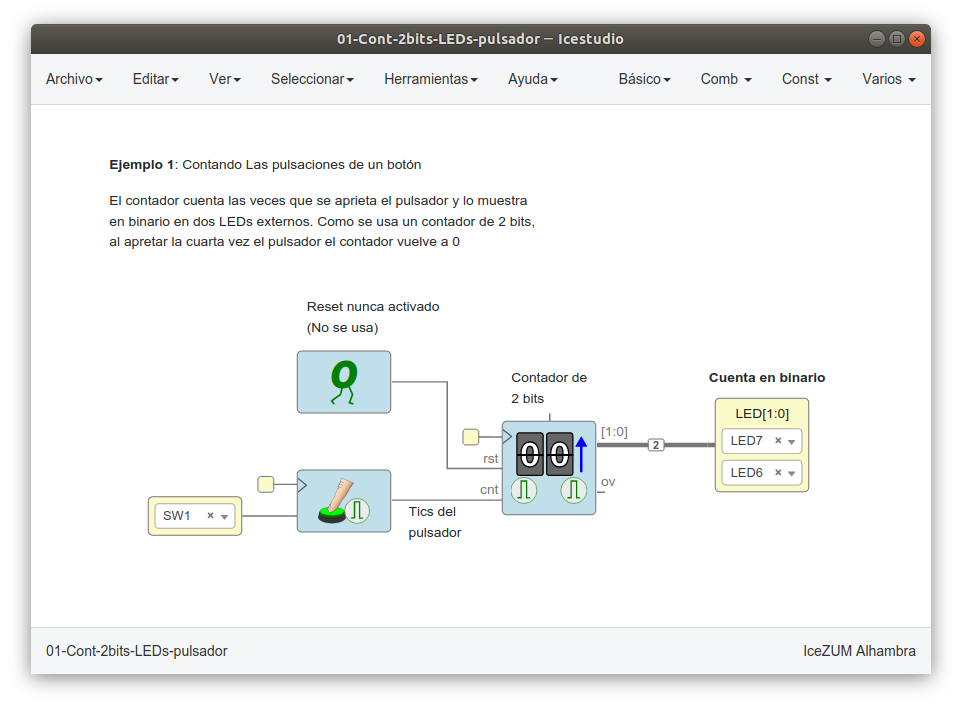 01-Cont-2bits-LEDs-pulsador – Icestudio
Archivo Editar Ver Seleccionar Herramientas Ayuda Básico Comb Const Varios
Ejemplo 1: Contando Las pulsaciones de un botón
El contador cuenta las veces que se aprieta el pulsador y lo muestra
en binario en dos LEDs externos. Como se usa un contador de 2 bits,
al apretar la cuarta vez el pulsador el contador vuelve a 0
Reset nunca activado
(No se usa)
0
Contador de
2 bits
Cuenta en binario
LED[1:0]
[1:0]
LED7 ×
2
00
rst
LED6 ×
cnt
ov
SW1 ×
Tics del
pulsador
01-Cont-2bits-LEDs-pulsador
IceZUM Alhambra